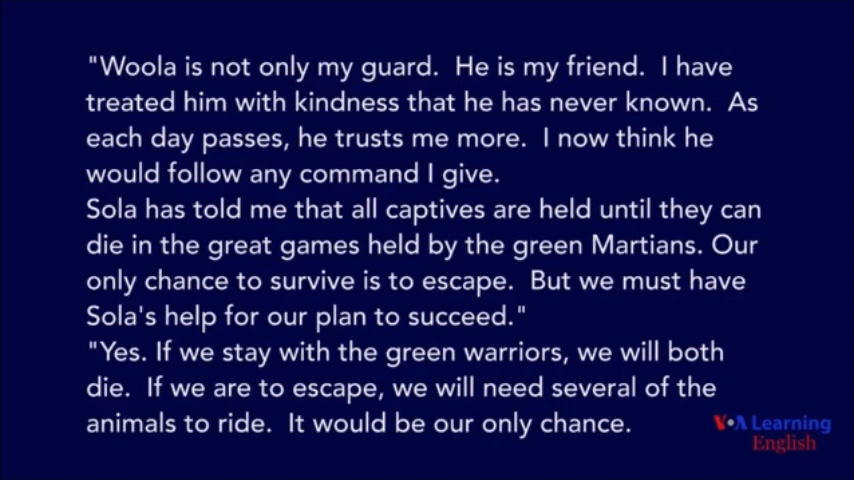 "Woola is not only my guard.  He is my friend.  I have
treated him with kindness that he has never known.  As
each day passes, he trusts me more.  I now think he
would follow any command I give.
Sola has told me that all captives are held until they can
die in the great games held by the green Martians. Our
only chance to survive is to escape.  But we must have
Sola's help for our plan to succeed."
"Yes. If we stay with the green warriors, we will both
die.  If we are to escape, we will need several of the
animals to ride.  It would be our only chance.
VOA Learning
English